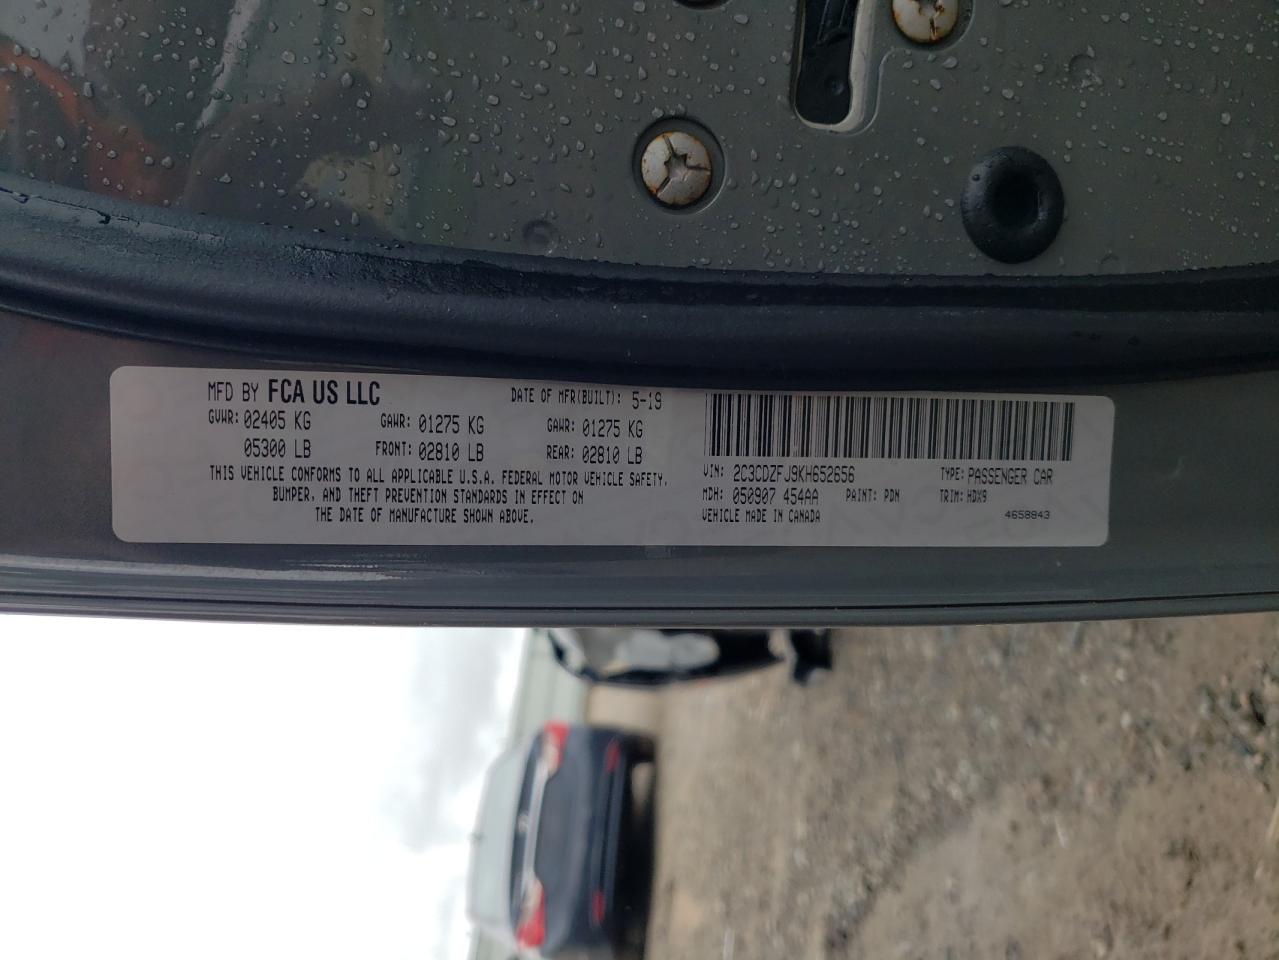 MFD BY FCA US LLC DATE OF MFR(BUILT): 5-19
GVWR: 02405 KG GAWR: 01275 KG GAWR: 01275 KG
05300 LB FRONT: 02810 LB REAR: 02810 LB
THIS VEHICLE CONFORMS TO ALL APPLICABLE U.S.A. FEDERAL MOTOR VEHICLE SAFETY,
BUMPER, AND THEFT PREVENTION STANDARDS IN EFFECT ON
THE DATE OF MANUFACTURE SHOWN ABOVE.
VIN: 2C3CDZFJ9KH652656 TYPE: PASSENGER CAR
MDH: 050907 454AA PAINT: PDN TRIM: HDX9
VEHICLE MADE IN CANADA 4658843